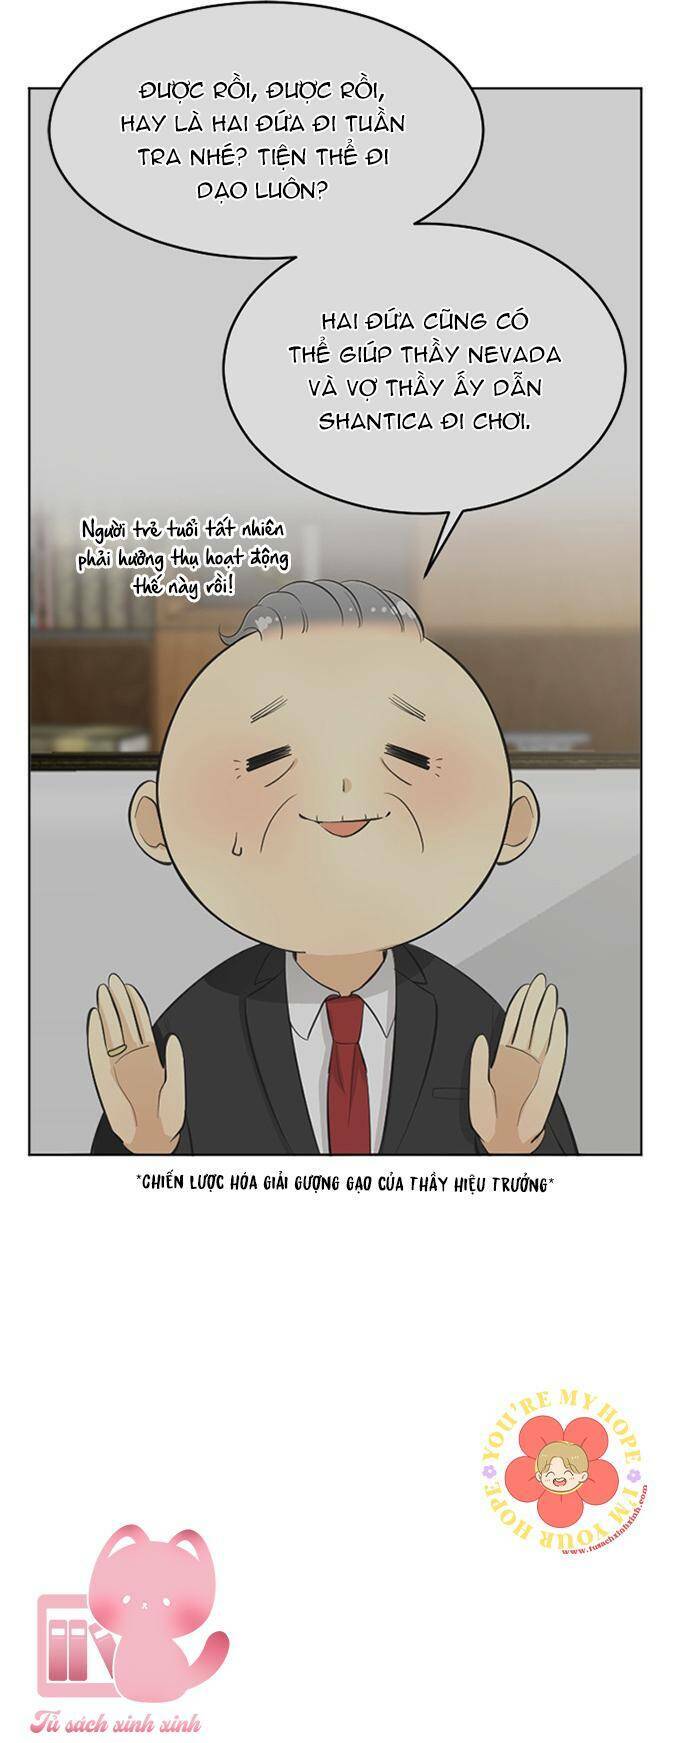 ĐƯỢC RỒI, ĐƯỢC RỒI,
HAY LÀ HAI ĐỨA ĐI TUẦN
TRA NHÉ? TIỆN THỂ ĐI
DẠO LUÔN?
HAI ĐỨA CŨNG CÓ
THỂ GIÚP THẦY NEVADA
VÀ VỢ THẦY ẤY DẪN
SHANTICA ĐI CHƠI.
Người trẻ tuổi tất nhiên
phải hưởng thụ hoạt động
thế này rồi!
*CHIẾN LƯỢC HÓA GIẢI GƯỢNG GẠO CỦA THẦY HIỆU TRƯỞNG*
YOU'RE MY HOPE
I'M YOUR HOPE
www.tusachxinhxinh.com
Tủ sách xinh xinh